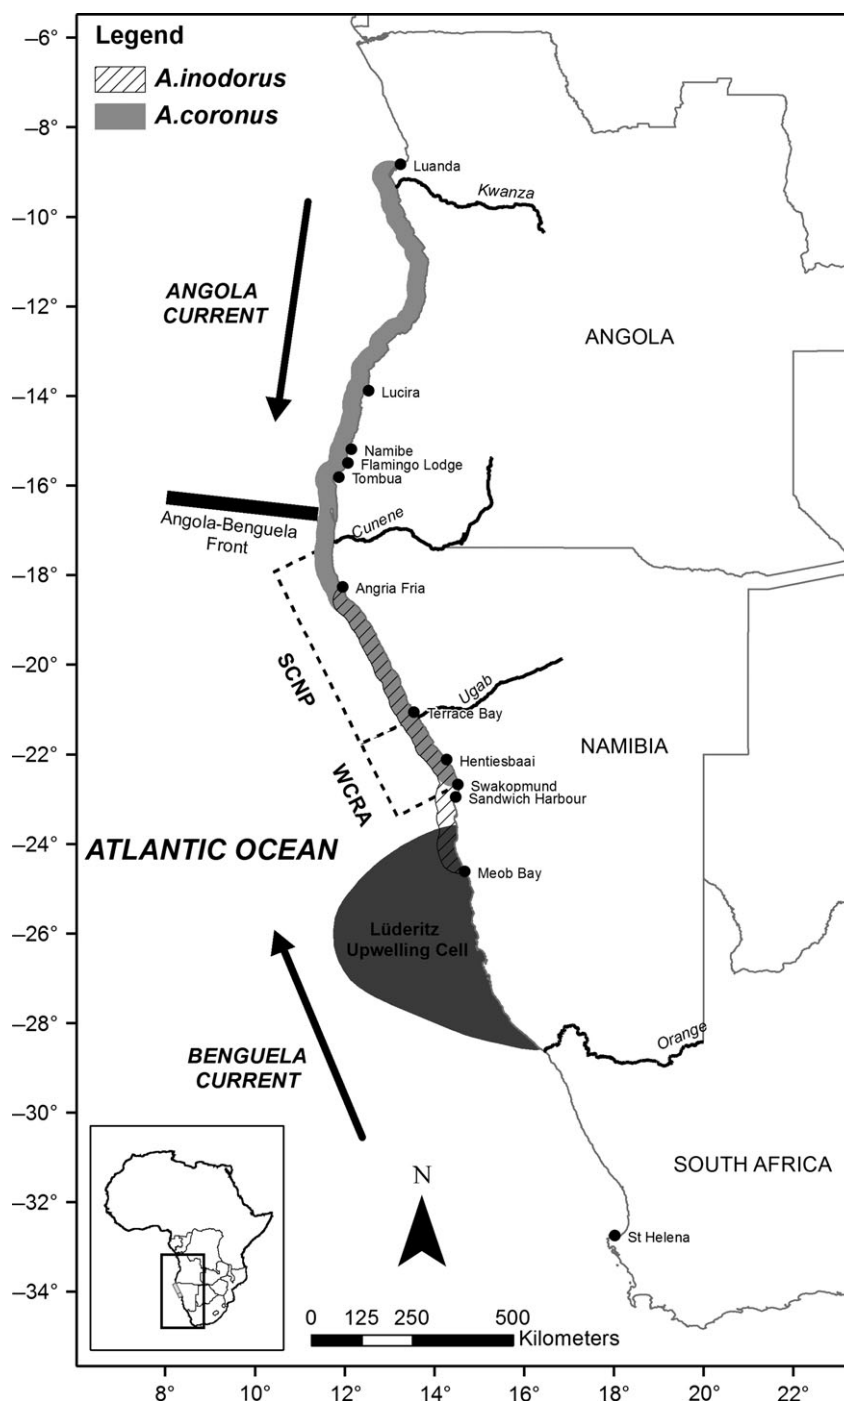 Legend
A.inodorus
A.coronus
–6°
–8°
–10°
–12°
–14°
–16°
–18°
–20°
–22°
–24°
–26°
–28°
–30°
–32°
–34°
Luanda
Kwanza
ANGOLA
CURRENT
ANGOLA
Lucira
Namibe
Flamingo Lodge
Tombua
Angola-Benguela
Front
Cunene
Angria Fria
SCNP
Ugab
Terrace Bay
NAMIBIA
Hentiesbaai
WCRA
Swakopmund
Sandwich Harbour
ATLANTIC OCEAN
Meob Bay
Lüderitz
Upwelling Cell
Orange
BENGUELA
CURRENT
SOUTH AFRICA
N
St Helena
0 125 250 500
Kilometers
8° 10° 12° 14° 16° 18° 20° 22°